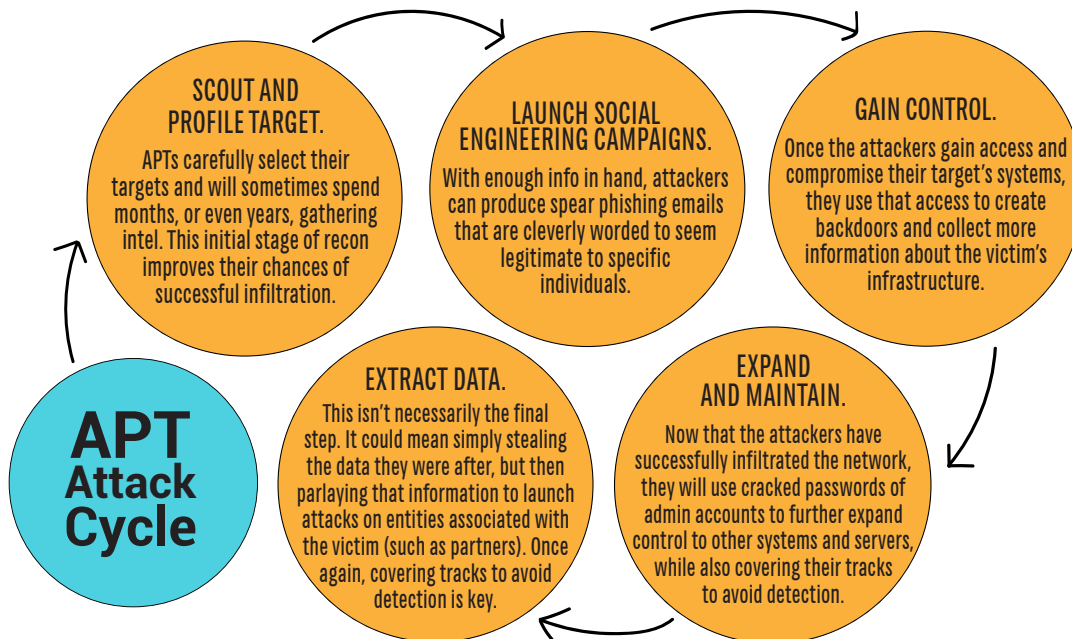 SCOUT AND
PROFILE TARGET.
APTs carefully select their
targets and will sometimes spend
months, or even years, gathering
intel. This initial stage of recon
improves their chances of
successful infiltration.
LAUNCH SOCIAL
ENGINEERING CAMPAIGNS.
With enough info in hand, attackers
can produce spear phishing emails
that are cleverly worded to seem
legitimate to specific
individuals.
GAIN CONTROL.
Once the attackers gain access and
compromise their target’s systems,
they use that access to create
backdoors and collect more
information about the victim’s
infrastructure.
EXPAND
AND MAINTAIN.
Now that the attackers have
successfully infiltrated the network,
they will use cracked passwords of
admin accounts to further expand
control to other systems and servers,
while also covering their tracks
to avoid detection.
EXTRACT DATA.
This isn’t necessarily the final
step. It could mean simply stealing
the data they were after, but then
parlaying that information to launch
attacks on entities associated with
the victim (such as partners). Once
again, covering tracks to avoid
detection is key.
APT
Attack
Cycle